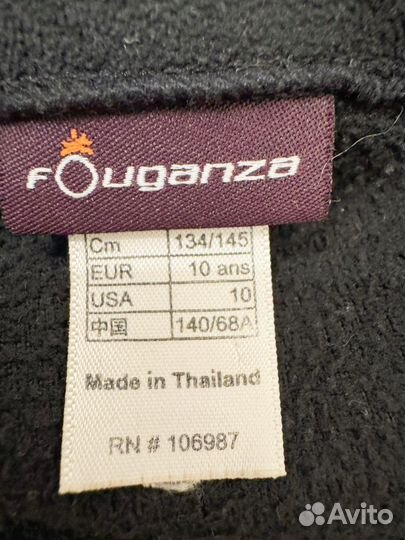 FOuganza
Cm 134/145
EUR 10 ans
USA 10
中国 140/68A
Made in Thailand
RN # 106987
Avito